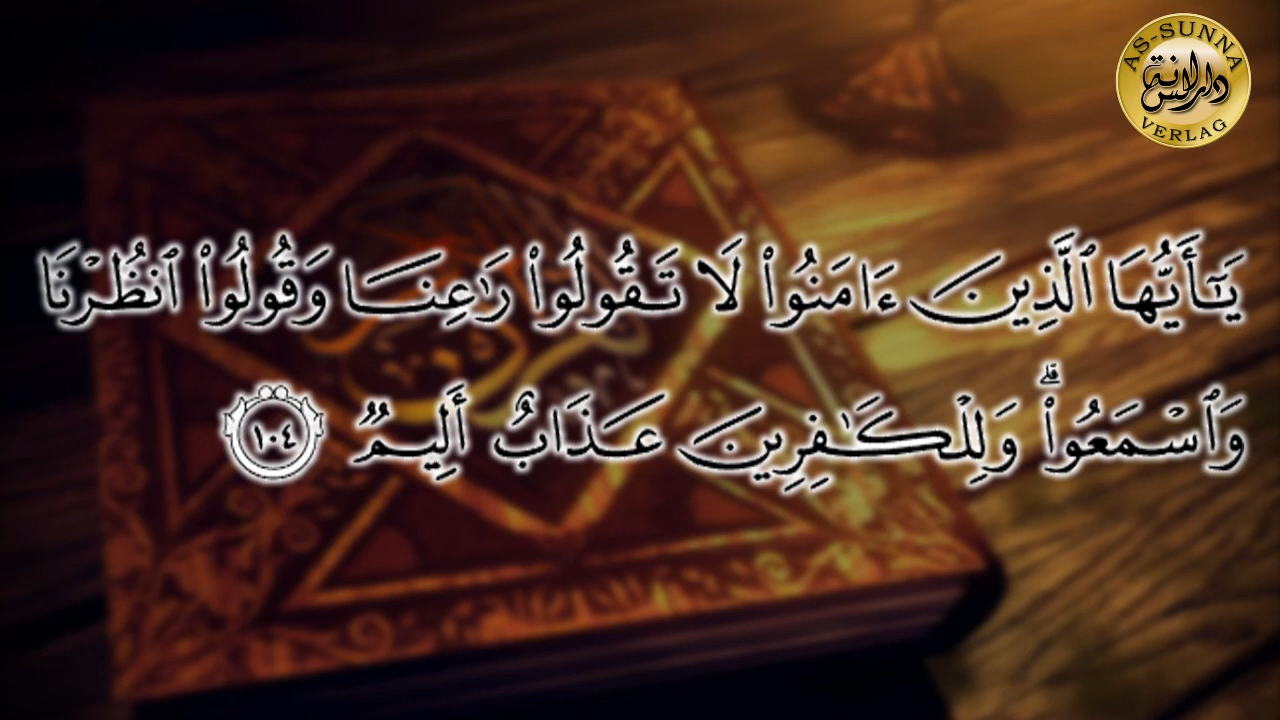 AS-SUNNA
VERLAG
يَـٰٓأَيُّهَا ٱلَّذِينَ ءَامَنُوا۟ لَا تَقُولُوا۟ رَٰعِنَا وَقُولُوا۟ ٱنظُرْنَا
وَٱسْمَعُوا۟ ۗ وَلِلْكَـٰفِرِينَ عَذَابٌ أَلِيمٌ ١٠٤